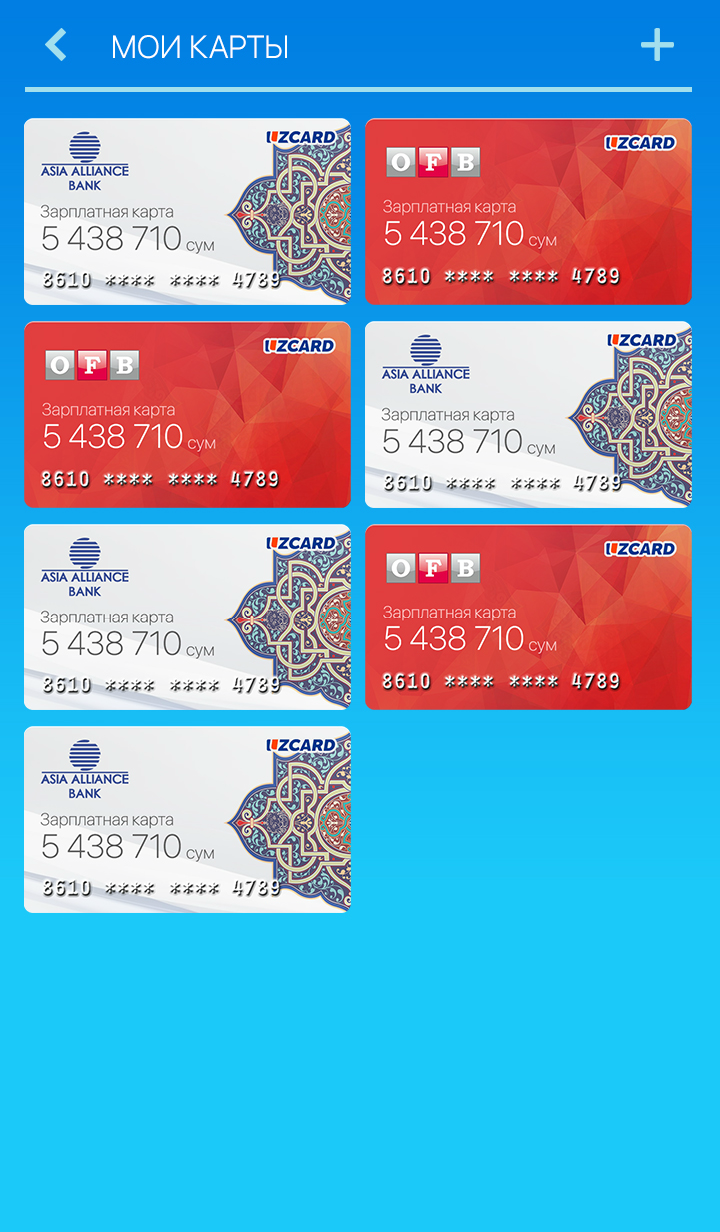 МОИ КАРТЫ
UZCARD
ASIA ALLIANCE
BANK
Зарплатная карта
5 438 710 сум
8610 **** **** 4789
UZCARD
OFB
Зарплатная карта
5 438 710 сум
8610 **** **** 4789
UZCARD
OFB
Зарплатная карта
5 438 710 сум
8610 **** **** 4789
UZCARD
ASIA ALLIANCE
BANK
Зарплатная карта
5 438 710 сум
8610 **** **** 4789
UZCARD
ASIA ALLIANCE
BANK
Зарплатная карта
5 438 710 сум
8610 **** **** 4789
UZCARD
OFB
Зарплатная карта
5 438 710 сум
8610 **** **** 4789
UZCARD
ASIA ALLIANCE
BANK
Зарплатная карта
5 438 710 сум
8610 **** **** 4789